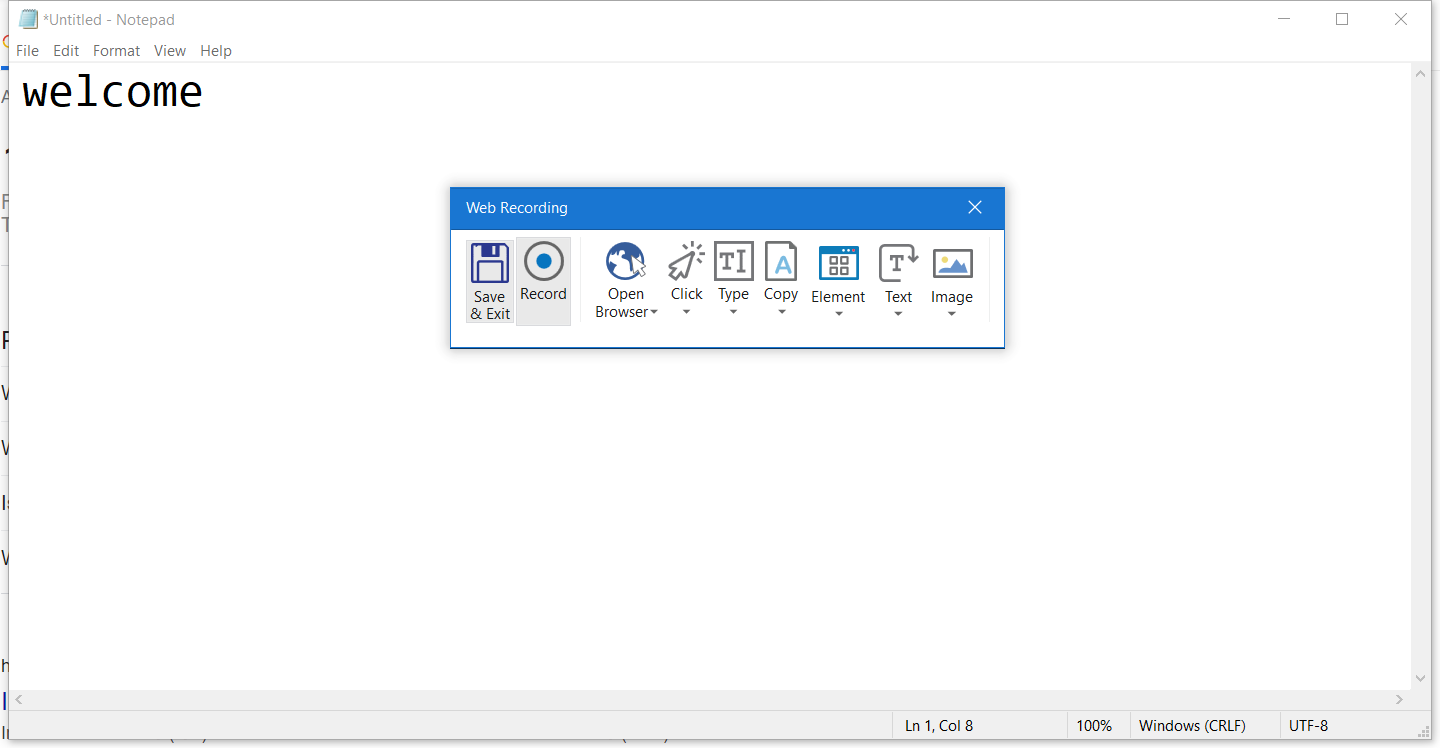 *Untitled - Notepad
File Edit Format View Help
welcome
Web Recording
Save & Exit
Record
Open Browser
Click
Type
Copy
Element
Text
Image
Ln 1, Col 8
100%
Windows (CRLF)
UTF-8